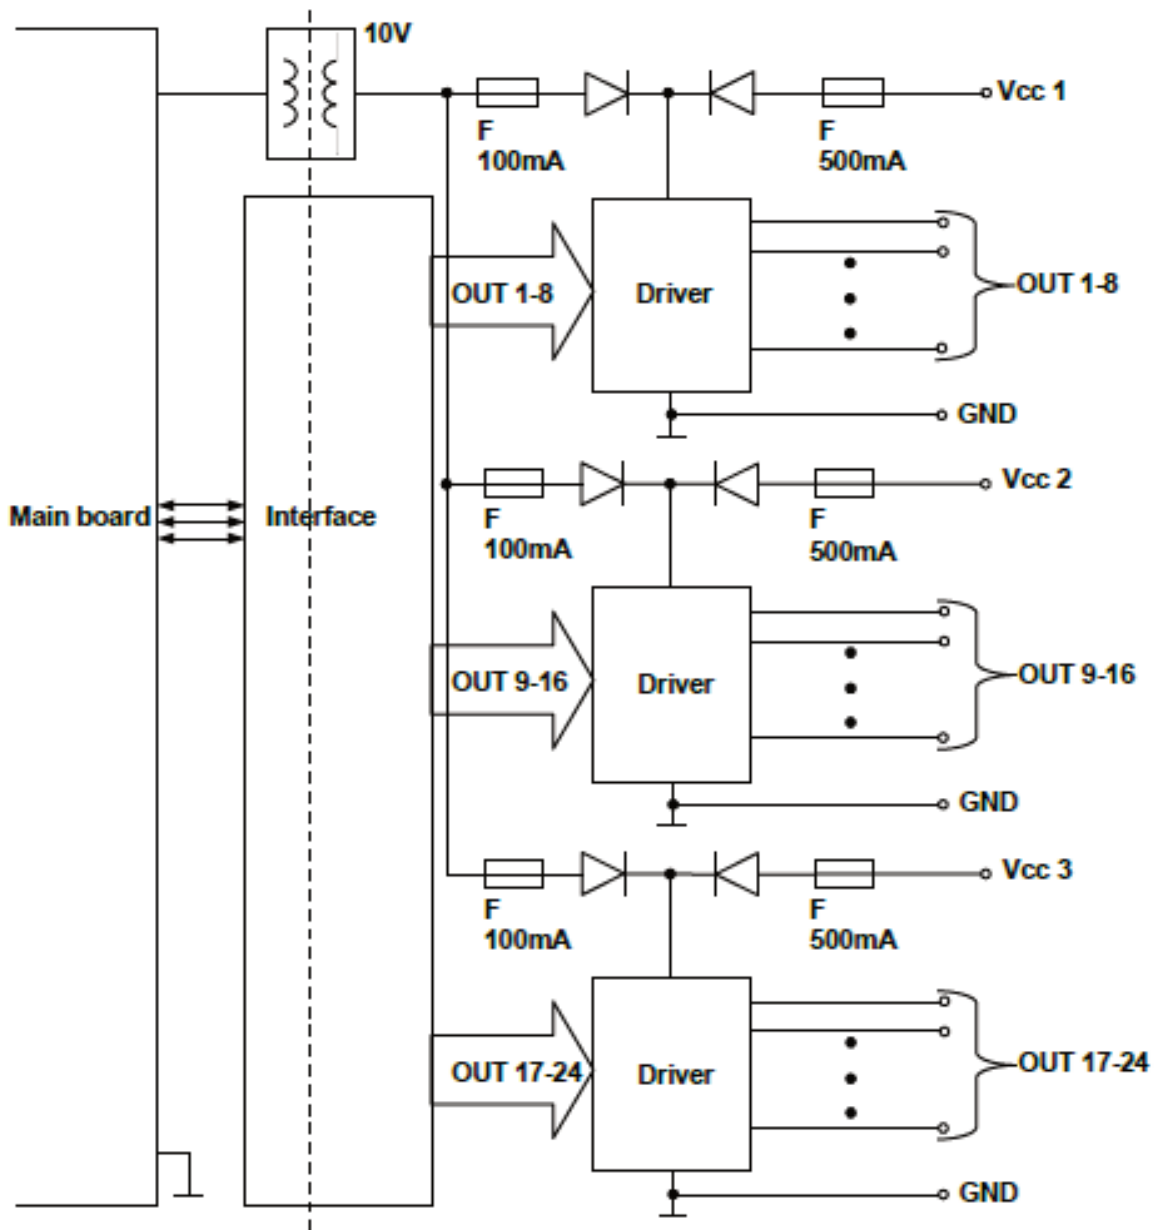 10V
Vcc 1
F
100mA
F
500mA
OUT 1-8
Driver
OUT 1-8
GND
Vcc 2
F
100mA
F
500mA
Main board
Interface
OUT 9-16
Driver
OUT 9-16
GND
Vcc 3
F
100mA
F
500mA
OUT 17-24
Driver
OUT 17-24
GND